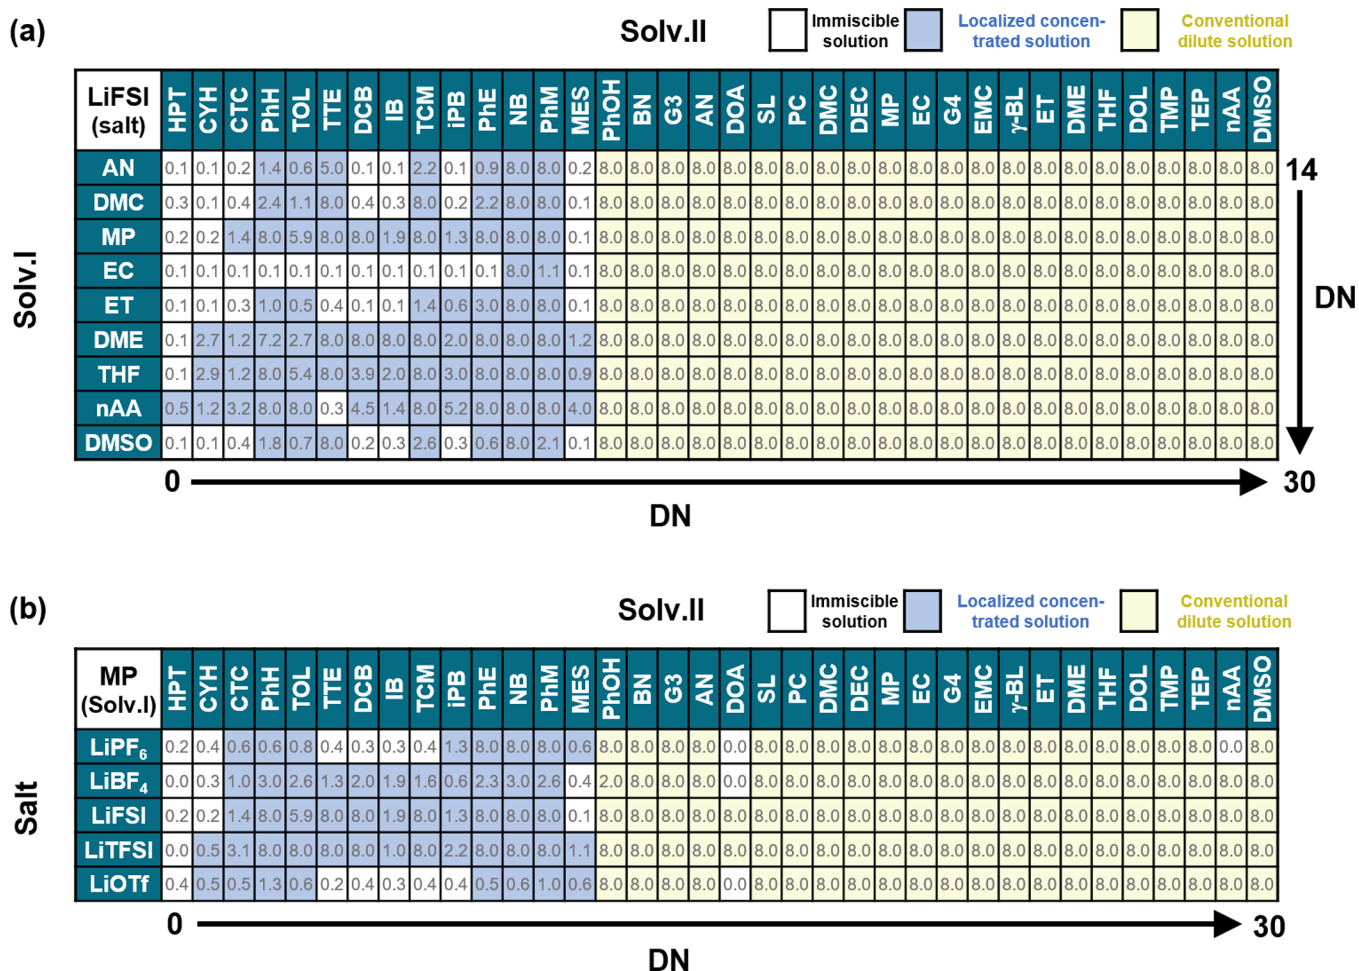 (a)
Solv.II
Immiscible solution
Localized concen-trated solution
Conventional dilute solution
LiFSI (salt) HPT CYH CTC PhH TOL TTE DCB IB TCM iPB PhE NB PhM MES PhOH BN G3 AN DOA SL PC DMC DEC MP EC G4 EMC γ-BL ET DME THF DOL TMP TEP nAA DMSO
AN 0.1 0.1 0.2 1.4 0.6 5.0 0.1 0.1 2.2 0.1 0.9 8.0 8.0 0.2 8.0 8.0 8.0 8.0 8.0 8.0 8.0 8.0 8.0 8.0 8.0 8.0 8.0 8.0 8.0 8.0 8.0 8.0 8.0 8.0 8.0 8.0
DMC 0.3 0.1 0.4 2.4 1.1 8.0 0.4 0.3 8.0 0.2 2.2 8.0 8.0 0.1 8.0 8.0 8.0 8.0 8.0 8.0 8.0 8.0 8.0 8.0 8.0 8.0 8.0 8.0 8.0 8.0 8.0 8.0 8.0 8.0 8.0 8.0
MP 0.2 0.2 1.4 8.0 5.9 8.0 8.0 1.9 8.0 1.3 8.0 8.0 8.0 0.1 8.0 8.0 8.0 8.0 8.0 8.0 8.0 8.0 8.0 8.0 8.0 8.0 8.0 8.0 8.0 8.0 8.0 8.0 8.0 8.0 8.0 8.0
EC 0.1 0.1 0.1 0.1 0.1 0.1 0.1 0.1 0.1 0.1 0.1 8.0 1.1 0.1 8.0 8.0 8.0 8.0 8.0 8.0 8.0 8.0 8.0 8.0 8.0 8.0 8.0 8.0 8.0 8.0 8.0 8.0 8.0 8.0 8.0 8.0
ET 0.1 0.1 0.3 1.0 0.5 0.4 0.1 0.1 1.4 0.6 3.0 8.0 8.0 0.1 8.0 8.0 8.0 8.0 8.0 8.0 8.0 8.0 8.0 8.0 8.0 8.0 8.0 8.0 8.0 8.0 8.0 8.0 8.0 8.0 8.0 8.0
DME 0.1 2.7 1.2 7.2 2.7 8.0 8.0 8.0 8.0 2.0 8.0 8.0 8.0 1.2 8.0 8.0 8.0 8.0 8.0 8.0 8.0 8.0 8.0 8.0 8.0 8.0 8.0 8.0 8.0 8.0 8.0 8.0 8.0 8.0 8.0 8.0
THF 0.1 2.9 1.2 8.0 5.4 8.0 3.9 2.0 8.0 3.0 8.0 8.0 8.0 0.9 8.0 8.0 8.0 8.0 8.0 8.0 8.0 8.0 8.0 8.0 8.0 8.0 8.0 8.0 8.0 8.0 8.0 8.0 8.0 8.0 8.0 8.0
nAA 0.5 1.2 3.2 8.0 8.0 0.3 4.5 1.4 8.0 5.2 8.0 8.0 8.0 4.0 8.0 8.0 8.0 8.0 8.0 8.0 8.0 8.0 8.0 8.0 8.0 8.0 8.0 8.0 8.0 8.0 8.0 8.0 8.0 8.0 8.0 8.0
DMSO 0.1 0.1 0.4 1.8 0.7 8.0 0.2 0.3 2.6 0.3 0.6 8.0 2.1 0.1 8.0 8.0 8.0 8.0 8.0 8.0 8.0 8.0 8.0 8.0 8.0 8.0 8.0 8.0 8.0 8.0 8.0 8.0 8.0 8.0 8.0 8.0
Solv.I
14
DN
30
0
DN
(b)
Solv.II
Immiscible solution
Localized concen-trated solution
Conventional dilute solution
MP (Solv.I) HPT CYH CTC PhH TOL TTE DCB IB TCM iPB PhE NB PhM MES PhOH BN G3 AN DOA SL PC DMC DEC MP EC G4 EMC γ-BL ET DME THF DOL TMP TEP nAA DMSO
LiPF₆ 0.2 0.4 0.6 0.6 0.8 0.4 0.3 0.3 0.4 1.3 8.0 8.0 8.0 0.6 8.0 8.0 8.0 8.0 0.0 8.0 8.0 8.0 8.0 8.0 8.0 8.0 8.0 8.0 8.0 8.0 8.0 8.0 8.0 8.0 0.0 8.0
LiBF₄ 0.0 0.3 1.0 3.0 2.6 1.3 2.0 1.9 1.6 0.6 2.3 3.0 2.6 0.4 2.0 8.0 8.0 8.0 0.0 8.0 8.0 8.0 8.0 8.0 8.0 8.0 8.0 8.0 8.0 8.0 8.0 8.0 8.0 8.0 8.0 8.0
LiFSI 0.2 0.2 1.4 8.0 5.9 8.0 8.0 1.9 8.0 1.3 8.0 8.0 8.0 0.1 8.0 8.0 8.0 8.0 8.0 8.0 8.0 8.0 8.0 8.0 8.0 8.0 8.0 8.0 8.0 8.0 8.0 8.0 8.0 8.0 8.0 8.0
LiTFSI 0.0 0.5 3.1 8.0 8.0 8.0 8.0 1.0 8.0 2.2 8.0 8.0 8.0 1.1 8.0 8.0 8.0 8.0 8.0 8.0 8.0 8.0 8.0 8.0 8.0 8.0 8.0 8.0 8.0 8.0 8.0 8.0 8.0 8.0 8.0 8.0
LiOTf 0.4 0.5 0.5 1.3 0.6 0.2 0.4 0.3 0.4 0.4 0.5 0.6 1.0 0.6 8.0 8.0 8.0 8.0 0.0 8.0 8.0 8.0 8.0 8.0 8.0 8.0 8.0 8.0 8.0 8.0 8.0 8.0 8.0 8.0 8.0 8.0
Salt
0
30
DN